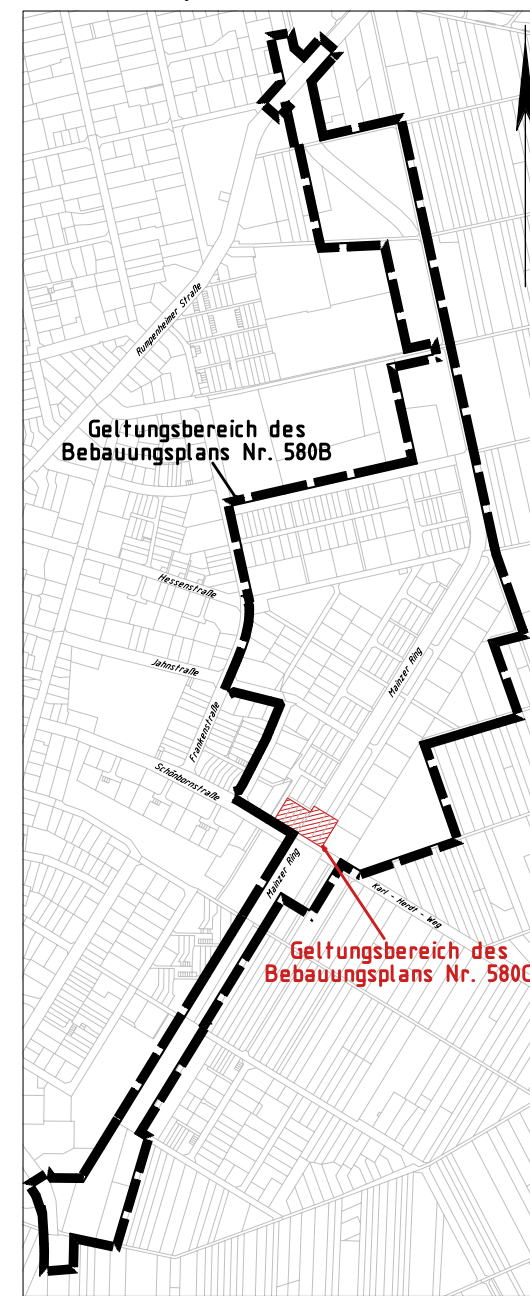 Rumpenheimer Straße
Geltungsbereich des
Bebauungsplans Nr. 580B
Hessenstraße
Jahnstraße
Mainzer Ring
Frankenstraße
Schönbornstraße
Mainzer Ring
Karl - Herdt - Weg
Geltungsbereich des
Bebauungsplans Nr. 580C